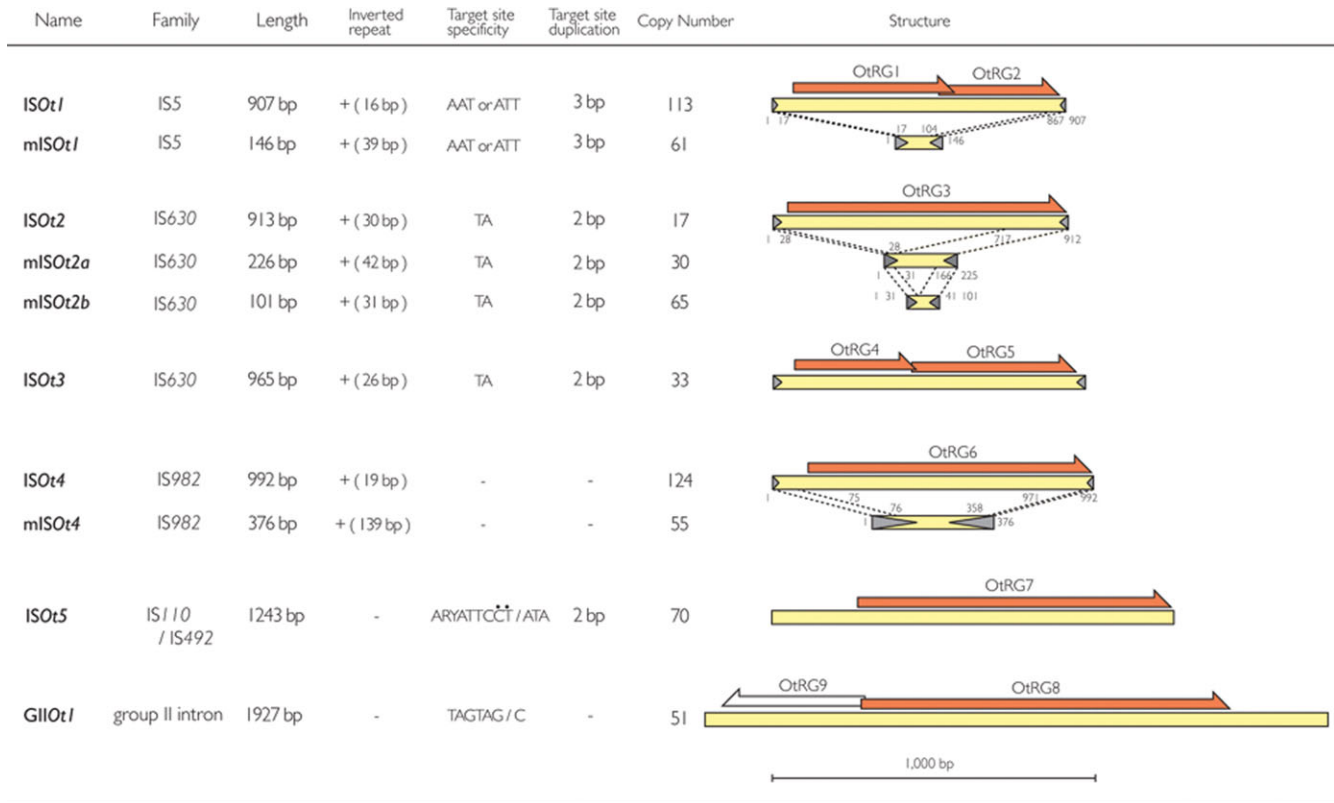 Name Family Length Inverted repeat Target site specificity Target site duplication Copy Number Structure
OtRG1 OtRG2
ISOt1 IS5 907 bp + ( 16 bp ) AAT or ATT 3 bp 113
1 17 867 907
17 104
mISOt1 IS5 146 bp + ( 39 bp ) AAT or ATT 3 bp 61 1 146
OtRG3
ISOt2 IS630 913 bp + ( 30 bp ) TA 2 bp 17
1 28 717 912
28
mISOt2a IS630 226 bp + ( 42 bp ) TA 2 bp 30
1 31 166 225
mISOt2b IS630 101 bp + ( 31 bp ) TA 2 bp 65 1 31 41 101
OtRG4 OtRG5
ISOt3 IS630 965 bp + ( 26 bp ) TA 2 bp 33
OtRG6
ISOt4 IS982 992 bp + ( 19 bp ) - - 124
1 75 971 992
76 358
mISOt4 IS982 376 bp + ( 139 bp ) - - 55 1 376
OtRG7
ISOt5 IS110 / IS492 1243 bp - ARYATTCC̈T̈ / ATA 2 bp 70
OtRG9 OtRG8
GIIOt1 group II intron 1927 bp - TAGTAG / C - 51
1,000 bp